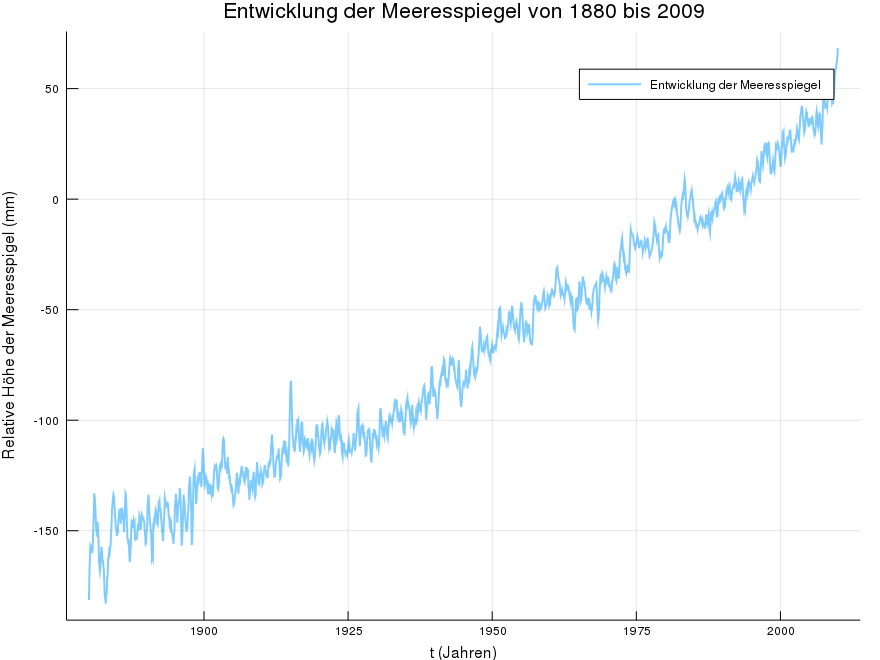 Entwicklung der Meeresspiegel von 1880 bis 2009
Entwicklung der Meeresspiegel
Relative Höhe der Meeresspigel (mm)
50
0
-50
-100
-150
1900
1925
1950
1975
2000
t (Jahren)